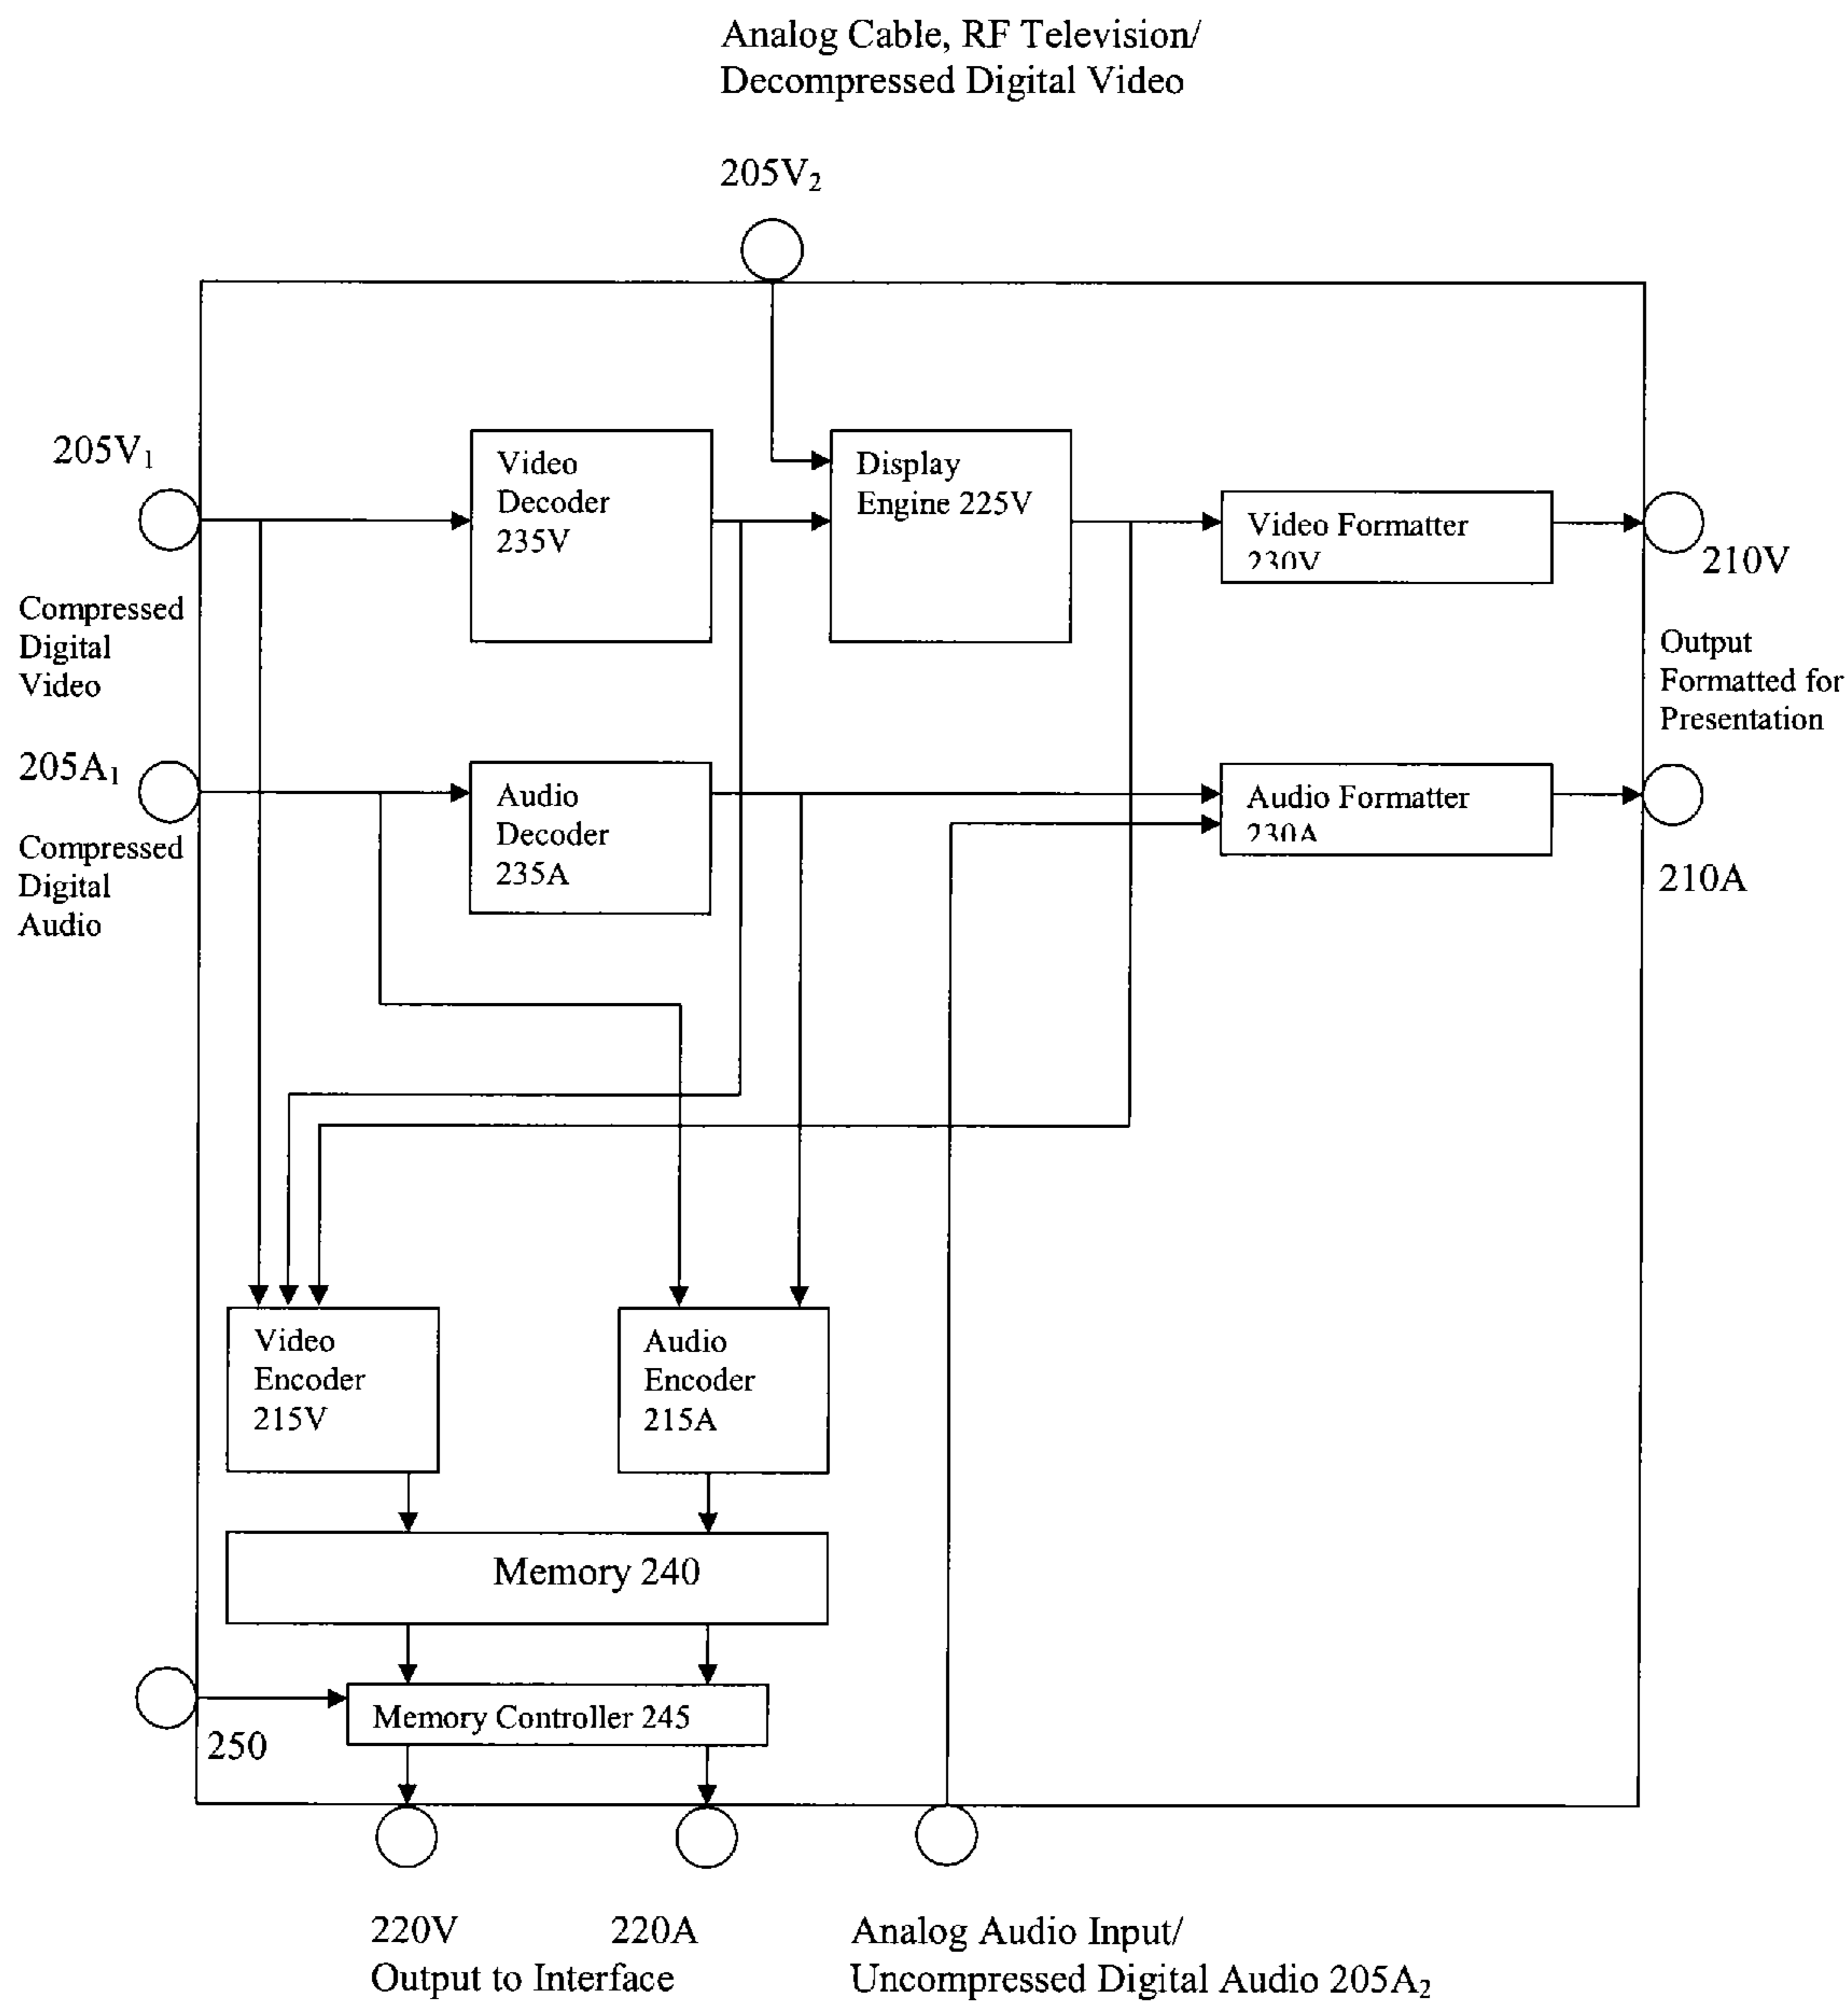 Analog Cable, RF Television/
Decompressed Digital Video
205V₂
205V₁
Video
Decoder
235V
Display
Engine 225V
Video Formatter
230V
210V
Compressed
Digital
Video
Output
Formatted for
Presentation
205A₁
Audio
Decoder
235A
Audio Formatter
230A
210A
Compressed
Digital
Audio
Video
Encoder
215V
Audio
Encoder
215A
Memory 240
Memory Controller 245
250
220V
220A
Output to Interface
Analog Audio Input/
Uncompressed Digital Audio 205A₂